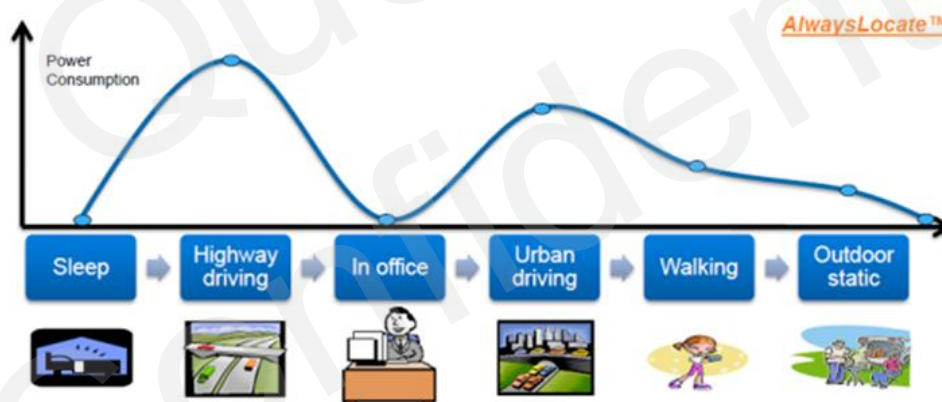 AlwaysLocate™
Power
Consumption
Sleep
Highway
driving
In office
Urban
driving
Walking
Outdoor
static